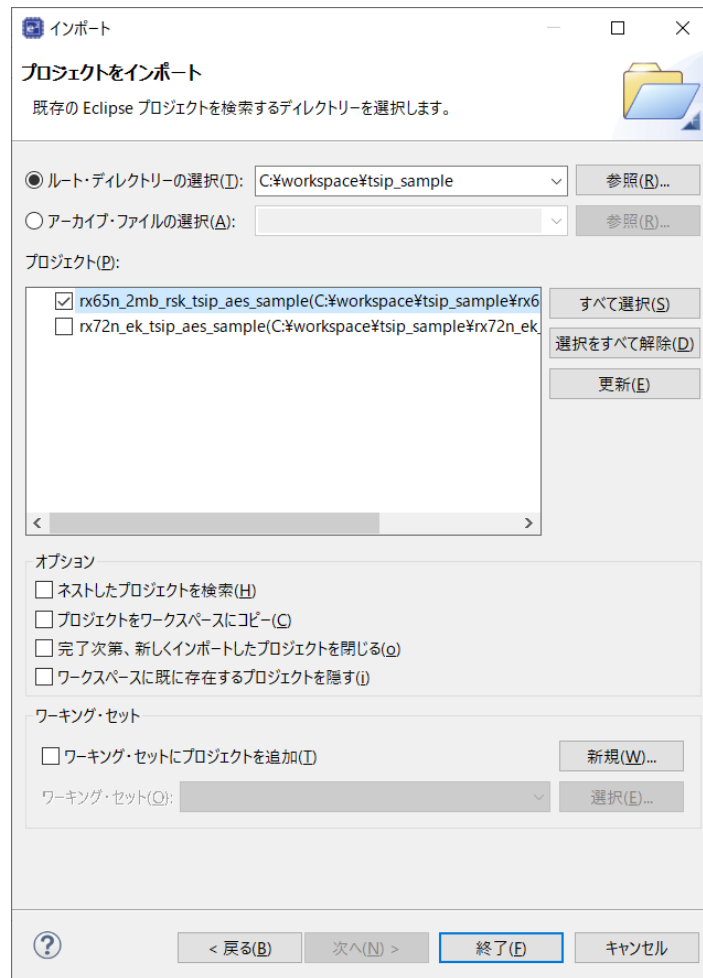 インポート
プロジェクトをインポート
既存の Eclipse プロジェクトを検索するディレクトリーを選択します。
ルート・ディレクトリーの選択(T): C:¥workspace¥tsip_sample 参照(R)...
アーカイブ・ファイルの選択(A): 参照(R)...
プロジェクト(P):
rx65n_2mb_rsk_tsip_aes_sample(C:¥workspace¥tsip_sample¥rx6 すべて選択(S)
rx72n_ek_tsip_aes_sample(C:¥workspace¥tsip_sample¥rx72n_ek_ 選択をすべて解除(D)
更新(E)
オプション
ネストしたプロジェクトを検索(H)
プロジェクトをワークスペースにコピー(C)
完了次第、新しくインポートしたプロジェクトを閉じる(o)
ワークスペースに既に存在するプロジェクトを隠す(i)
ワーキング・セット
ワーキング・セットにプロジェクトを追加(T) 新規(W)...
ワーキング・セット(O): 選択(E)...
< 戻る(B) 次へ(N) > 終了(F) キャンセル